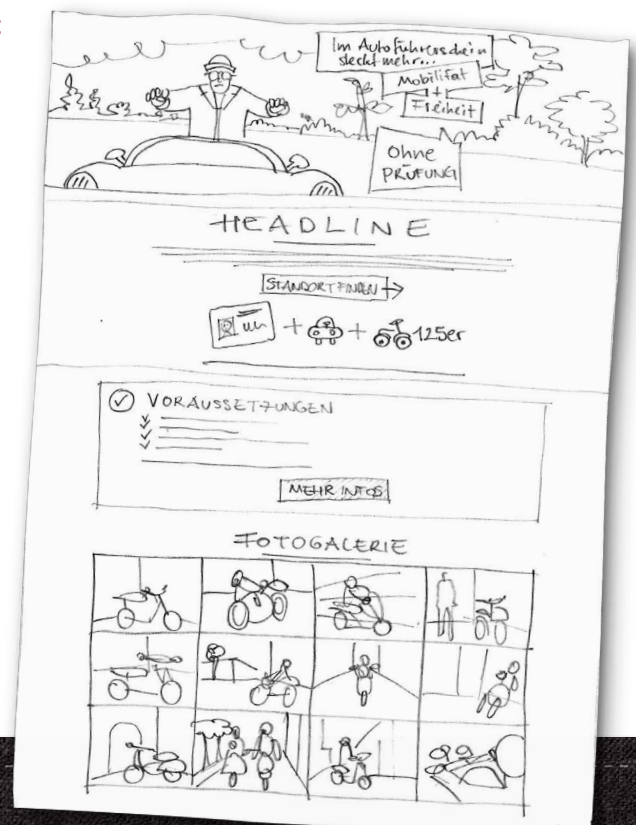 Im Autoführerschein
steckt mehr...
Mobilität
+
Freiheit
Ohne
PRÜFUNG
HEADLINE
STANDORT FINDEN →
+ + 125er
VORAUSSETZUNGEN
MEHR INFOS
FOTOGALERIE